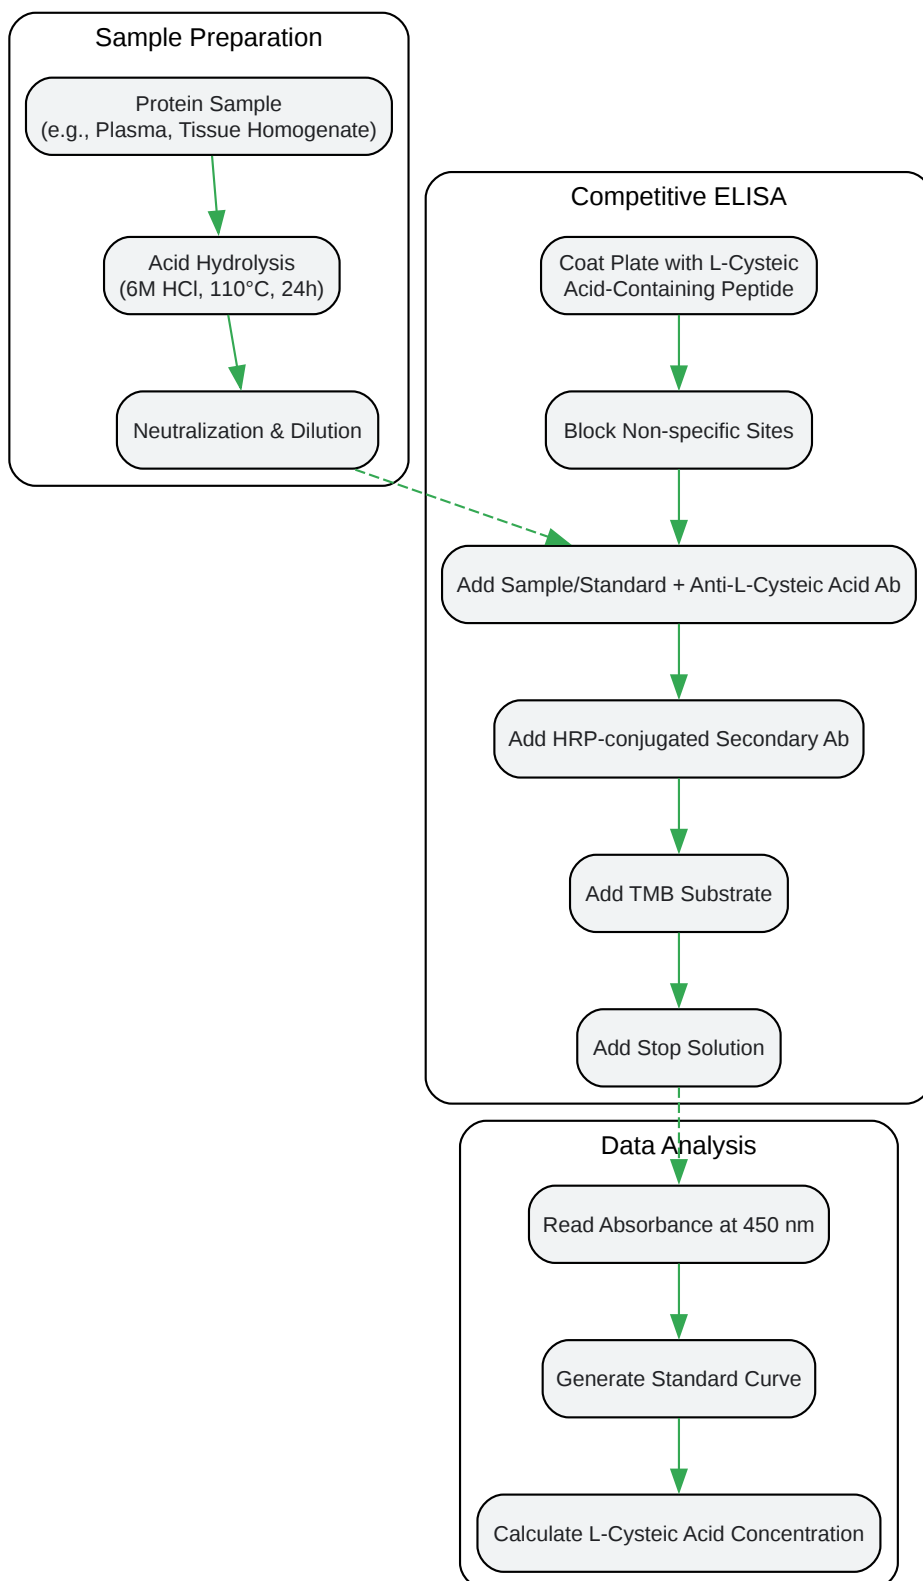 Sample Preparation
Protein Sample
(e.g., Plasma, Tissue Homogenate)
Acid Hydrolysis
(6M HCl, 110°C, 24h)
Neutralization & Dilution
Competitive ELISA
Coat Plate with L-Cysteic
Acid-Containing Peptide
Block Non-specific Sites
Add Sample/Standard + Anti-L-Cysteic Acid Ab
Add HRP-conjugated Secondary Ab
Add TMB Substrate
Add Stop Solution
Data Analysis
Read Absorbance at 450 nm
Generate Standard Curve
Calculate L-Cysteic Acid Concentration